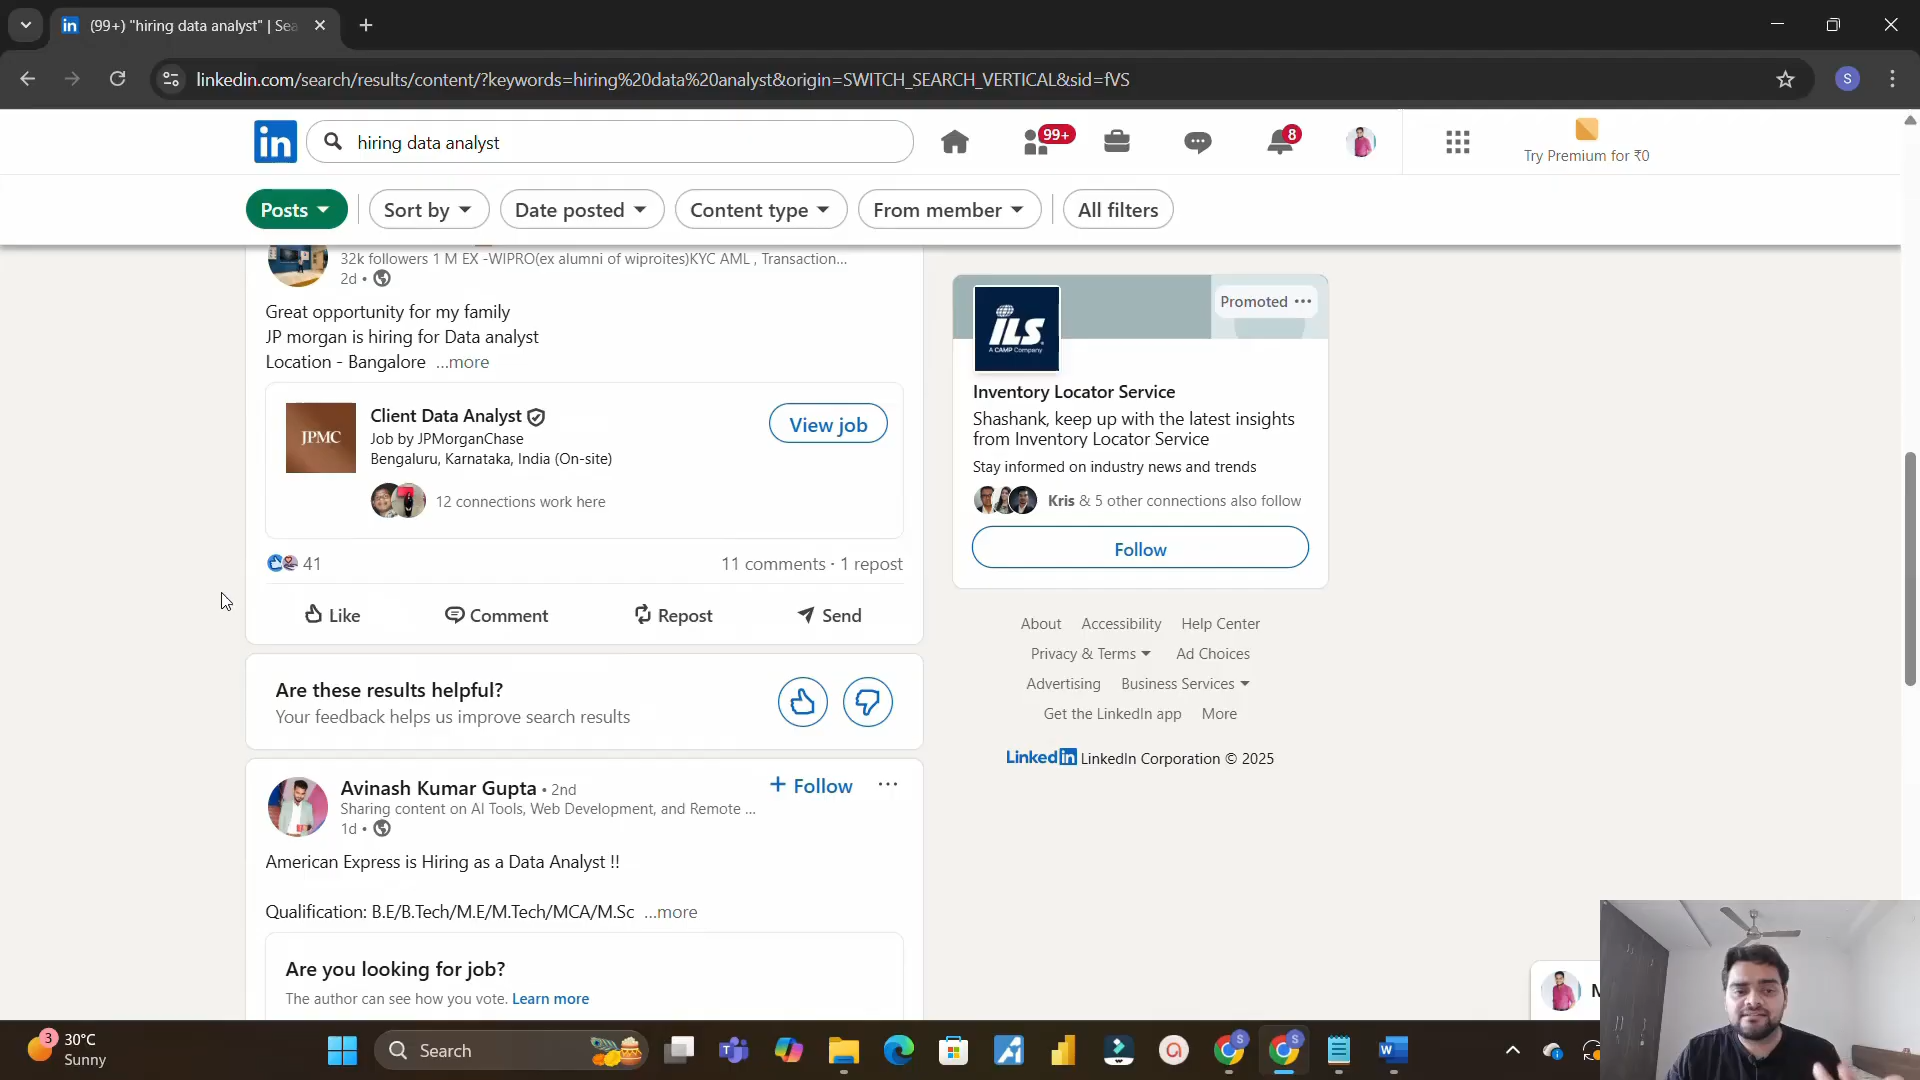 (99+) "hiring data analyst" | Sea
linkedin.com/search/results/content/?keywords=hiring%20data%20analyst&origin=SWITCH_SEARCH_VERTICAL&sid=fVS
S
in
hiring data analyst
99+
8
Try Premium for ₹0
Posts
Sort by
Date posted
Content type
From member
All filters
32k followers 1 M EX -WIPRO(ex alumni of wiproites)KYC AML , Transaction...
2d •
Great opportunity for my family
JP morgan is hiring for Data analyst
Location - Bangalore ...more
JPMC
Client Data Analyst
Job by JPMorganChase
Bengaluru, Karnataka, India (On-site)
12 connections work here
View job
41
11 comments · 1 repost
Like
Comment
Repost
Send
Are these results helpful?
Your feedback helps us improve search results
Avinash Kumar Gupta • 2nd
Sharing content on AI Tools, Web Development, and Remote ...
1d •
+ Follow
American Express is Hiring as a Data Analyst !!
Qualification: B.E/B.Tech/M.E/M.Tech/MCA/M.Sc ...more
Are you looking for job?
The author can see how you vote. Learn more
Promoted
ILS
A CAMP Company
Inventory Locator Service
Shashank, keep up with the latest insights
from Inventory Locator Service
Stay informed on industry news and trends
Kris & 5 other connections also follow
Follow
About Accessibility Help Center
Privacy & Terms Ad Choices
Advertising Business Services
Get the LinkedIn app More
LinkedIn LinkedIn Corporation © 2025
3
30°C
Sunny
Search